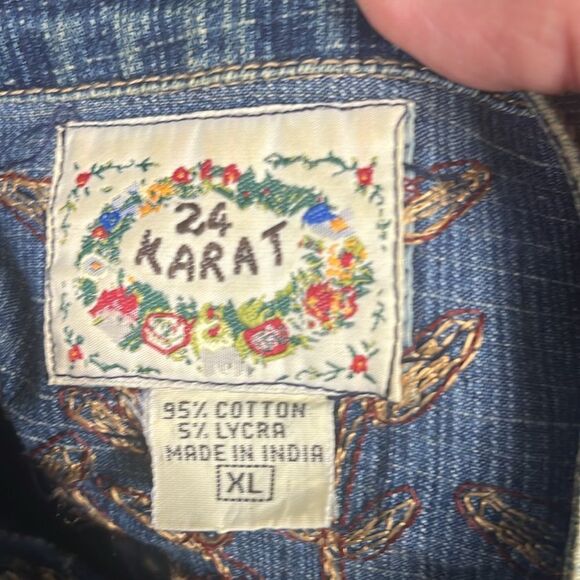 24
KARAT
95% COTTON
5% LYCRA
MADE IN INDIA
XL